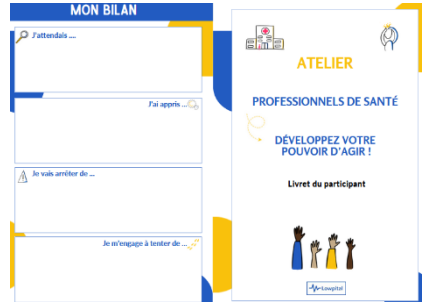 MON BILAN
J'attendais ....
J'ai appris ...
Je vais arrêter de ...
Je m'engage à tenter de ...
ATELIER
PROFESSIONNELS DE SANTÉ
DÉVELOPPEZ VOTRE
POUVOIR D'AGIR !
Livret du participant
Lowpital